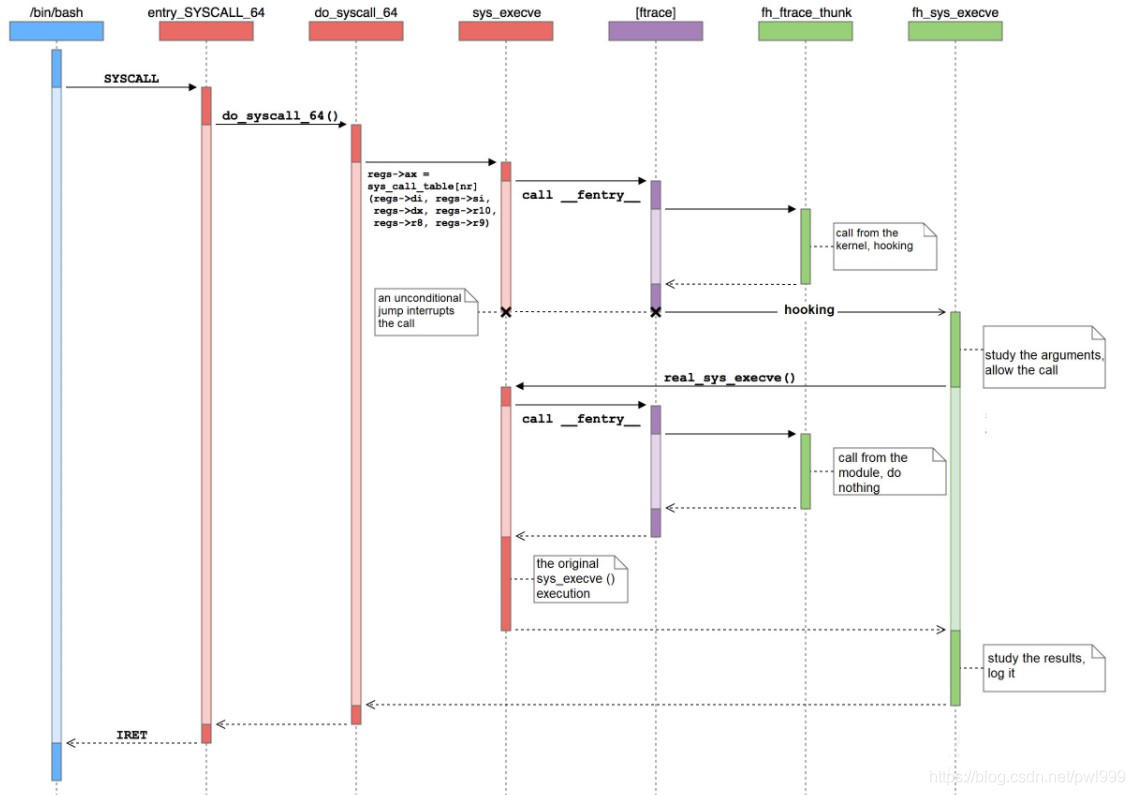 /bin/bash
entry_SYSCALL_64
do_syscall_64
sys_execve
[ftrace]
fh_ftrace_thunk
fh_sys_execve
SYSCALL
do_syscall_64()
regs->ax =
sys_call_table[nr]
(regs->di, regs->si,
regs->dx, regs->r10,
regs->r8, regs->r9)
call __fentry__
call from the
kernel, hooking
an unconditional
jump interrupts
the call
hooking
study the arguments,
allow the call
real_sys_execve()
call __fentry__
call from the
module, do
nothing
the original
sys_execve ()
execution
study the results,
log it
IRET
https://blog.csdn.net/pwl999